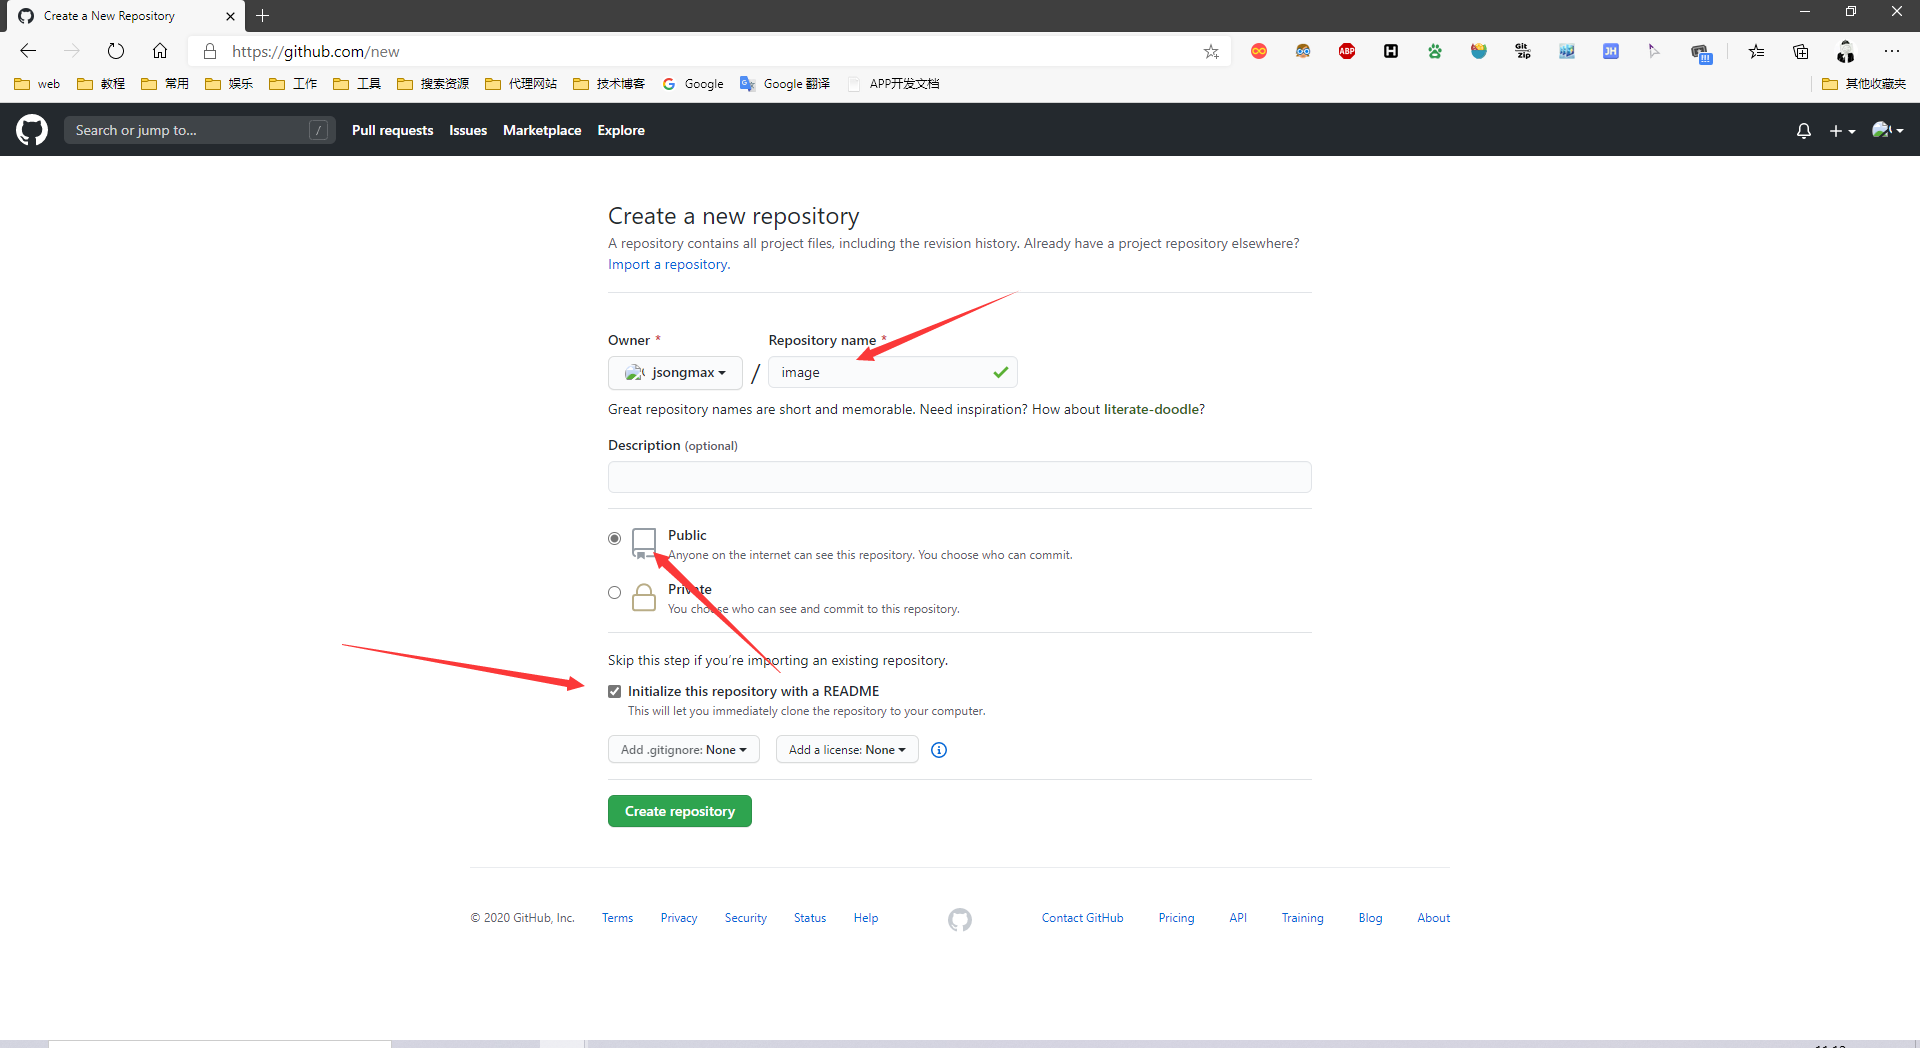 Create a New Repository
https://github.com/new
ABP
H
Git
zip
JH
web 教程 常用 娱乐 工作 工具 搜索资源 代理网站 技术博客 Google Google 翻译 APP开发文档 其他收藏夹
Search or jump to... / Pull requests Issues Marketplace Explore
Create a new repository
A repository contains all project files, including the revision history. Already have a project repository elsewhere?
Import a repository.
Owner * Repository name *
jsongmax / image
Great repository names are short and memorable. Need inspiration? How about literate-doodle?
Description (optional)
Public
Anyone on the internet can see this repository. You choose who can commit.
Private
You choose who can see and commit to this repository.
Skip this step if you're importing an existing repository.
Initialize this repository with a README
This will let you immediately clone the repository to your computer.
Add .gitignore: None Add a license: None
Create repository
© 2020 GitHub, Inc. Terms Privacy Security Status Help Contact GitHub Pricing API Training Blog About